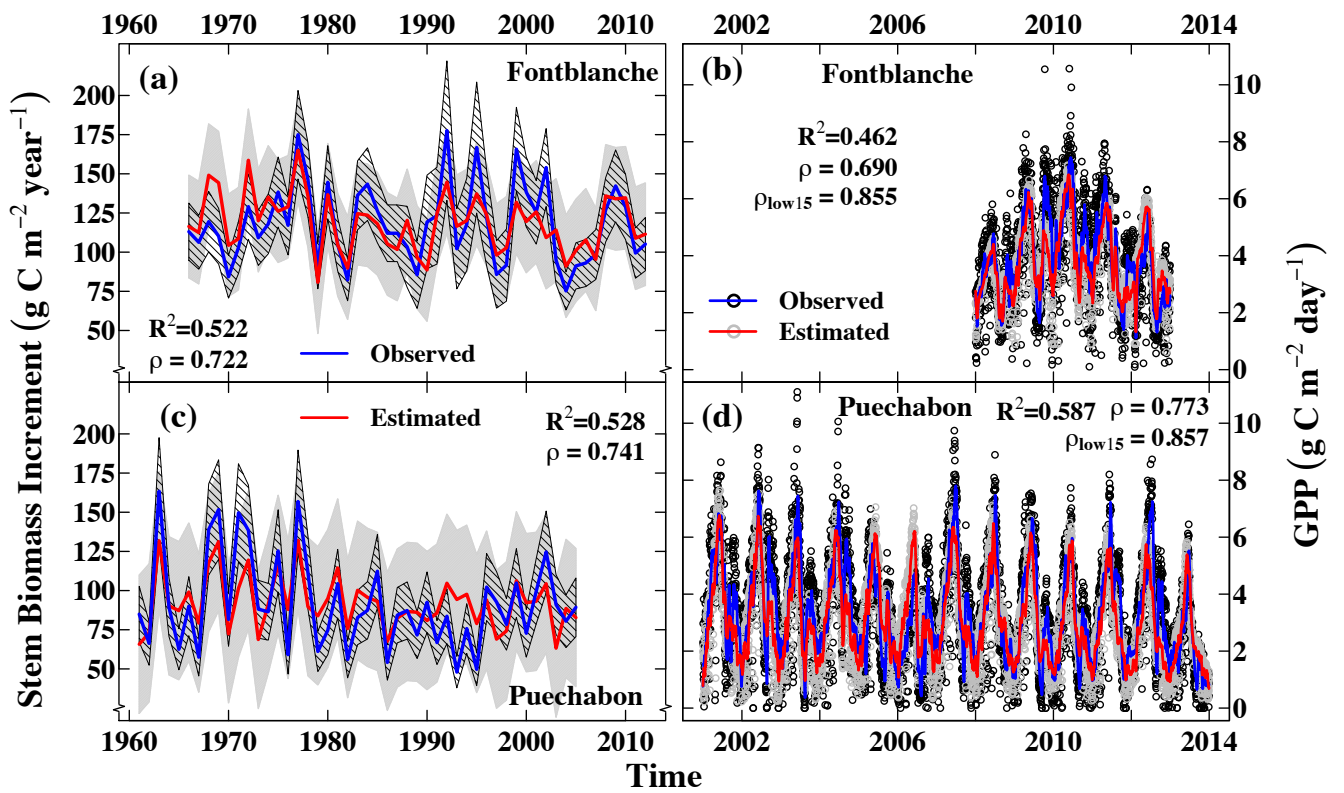 1960 1970 1980 1990 2000 2010
2002 2006 2010 2014
Stem Biomass Increment (g C m−2 year−1)
(a)
Fontblanche
200
175
150
125
100
75
50
R2=0.522
ρ = 0.722
Observed
(b)
Fontblanche
R2=0.462
ρ = 0.690
ρlow15 = 0.855
Observed
Estimated
10
8
6
4
2
0
GPP (g C m−2 day−1)
(c)
Estimated
R2=0.528
ρ = 0.741
200
175
150
125
100
75
50
Puechabon
(d)
Puechabon
R2=0.587 ρ = 0.773
ρlow15 = 0.857
10
8
6
4
2
0
1960 1970 1980 1990 2000 2010
2002 2006 2010 2014
Time